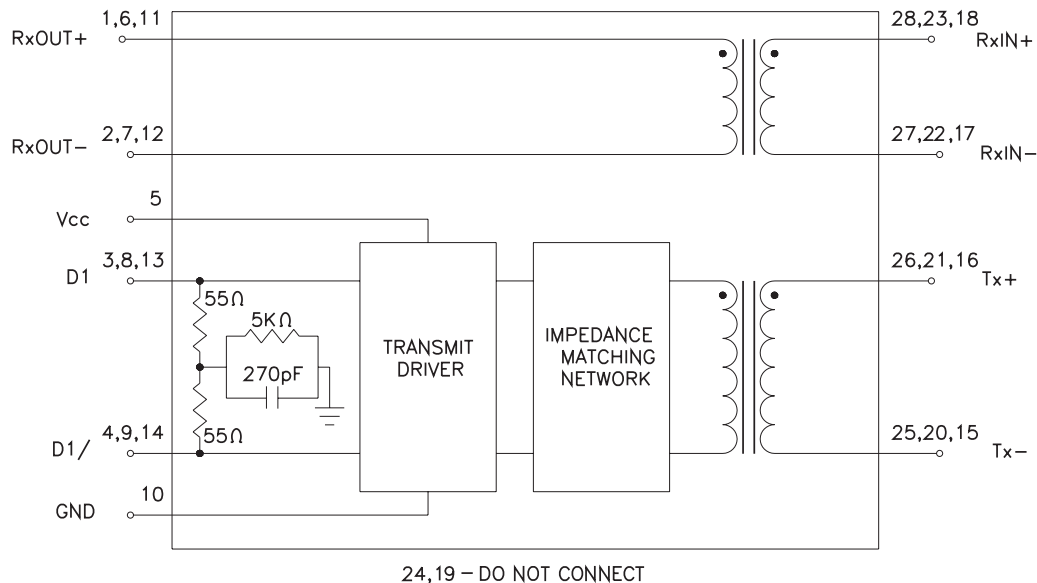 1,6,11
28,23,18
RxOUT+
RxIN+
2,7,12
27,22,17
RxOUT-
RxIN-
5
Vcc
3,8,13
26,21,16
D1
Tx+
55Ω
5KΩ
270pF
TRANSMIT
DRIVER
IMPEDANCE
MATCHING
NETWORK
55Ω
4,9,14
25,20,15
D1/
Tx-
10
GND
24,19 – DO NOT CONNECT